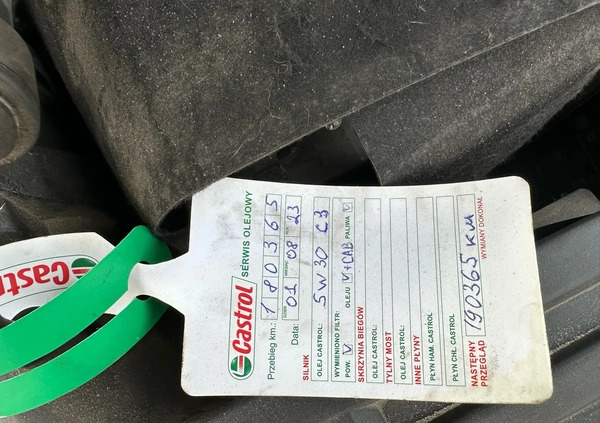 Castrol
Castrol SERWIS OLEJOWY
Przebieg km.: 180365
Data: 01 08 23
SILNIK
OLEJ CASTROL: 5W30 C3
WYMIENIONO FILTR:
POW. V OLEJU V+CAB PALIWA V
SKRZYNIA BIEGÓW
OLEJ CASTROL:
TYLNY MOST
OLEJ CASTROL:
INNE PŁYNY
PŁYN HAM. CASTROL
PŁYN CHŁ. CASTROL
NASTĘPNY
PRZEGLĄD 190365 KM
WYMIANY DOKONAŁ